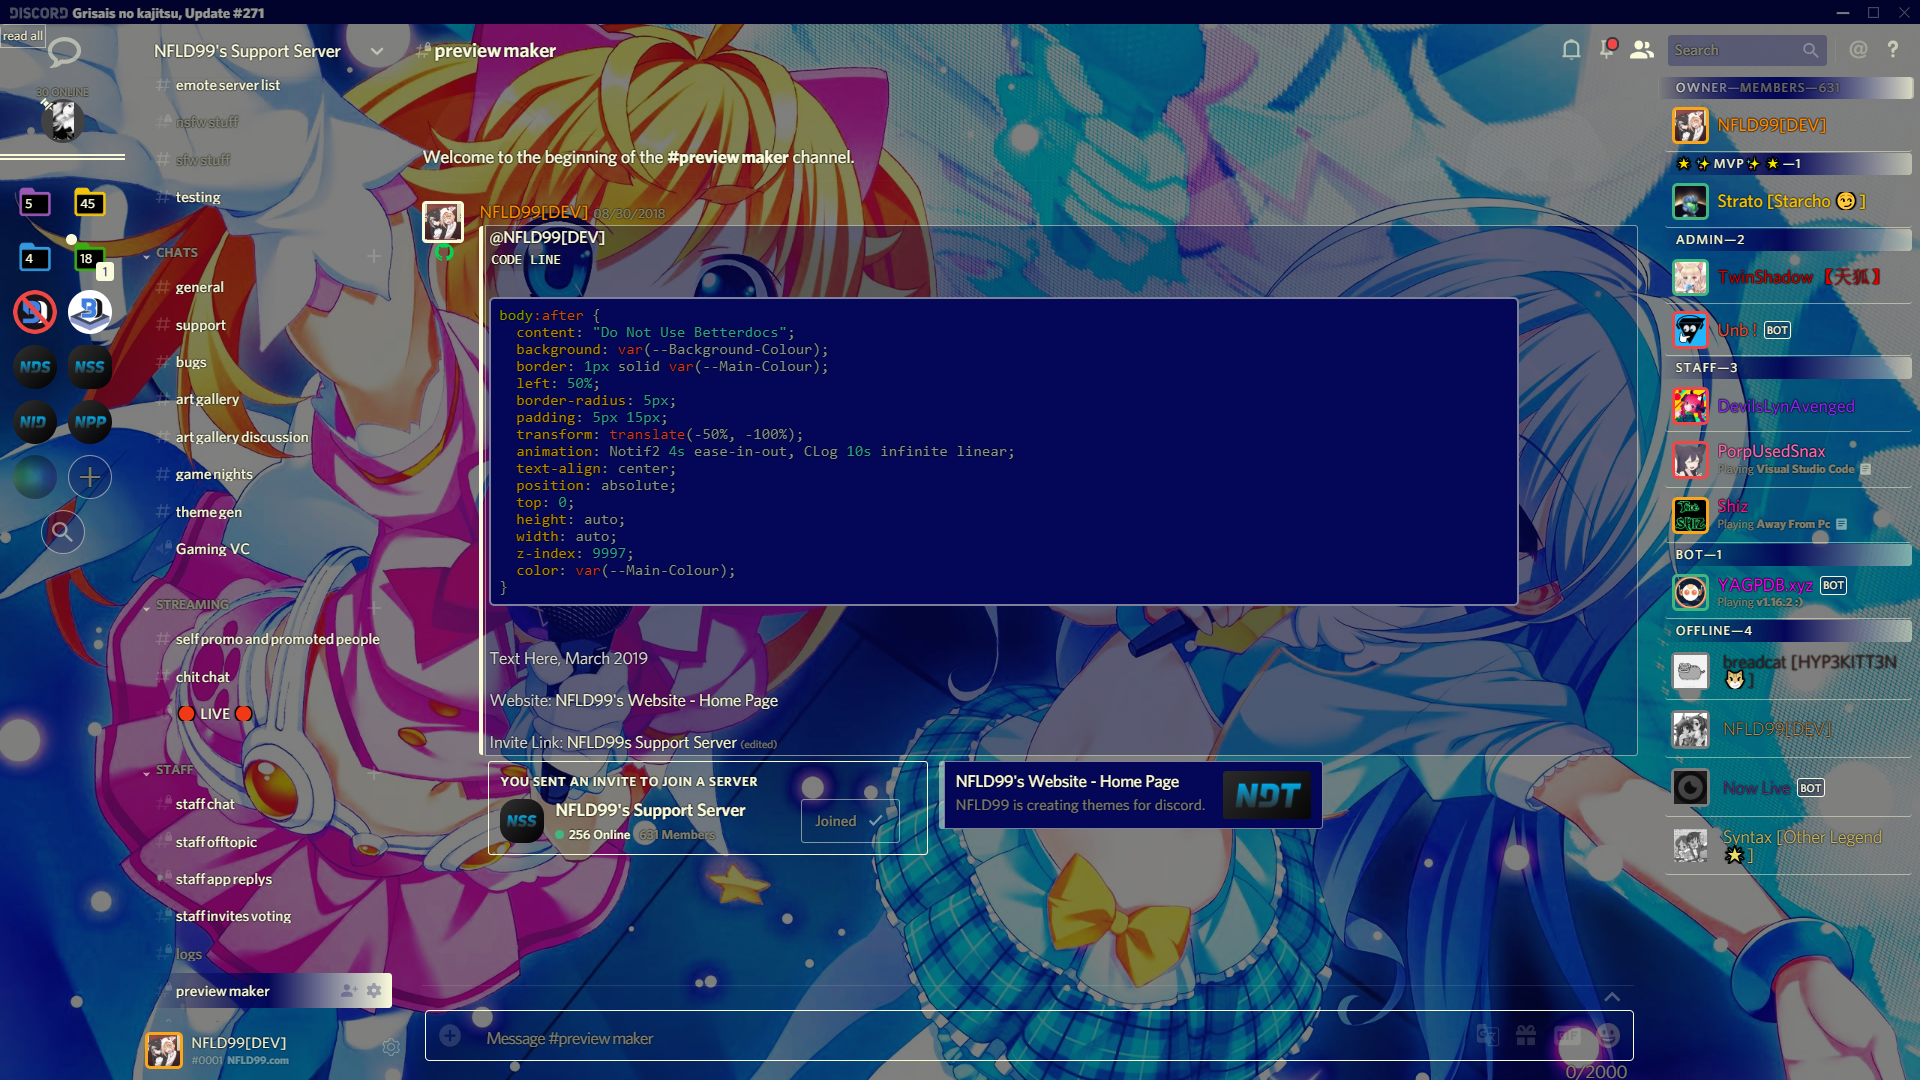 DISCORD Grisais no kajitsu, Update #271
read all
30 ONLINE
5
45
4
18
1
NDS
NSS
NID
NPP
NFLD99's Support Server
emote server list
nsfw stuff
sfw stuff
testing
CHATS
general
support
bugs
art gallery
art gallery discussion
game nights
theme gen
Gaming VC
STREAMING
self promo and promoted people
chit chat
🔴 LIVE 🔴
STAFF
staff chat
staff offtopic
staff app replys
staff invites voting
logs
preview maker
NFLD99[DEV]
#0001 NFLD99.com
preview maker
Search
@ ?
Welcome to the beginning of the #preview maker channel.
NFLD99[DEV] 08/30/2018
@NFLD99[DEV]
CODE LINE
body:after {
content: "Do Not Use Betterdocs";
background: var(--Background-Colour);
border: 1px solid var(--Main-Colour);
left: 50%;
border-radius: 5px;
padding: 5px 15px;
transform: translate(-50%, -100%);
animation: Notif2 4s ease-in-out, CLog 10s infinite linear;
text-align: center;
position: absolute;
top: 0;
height: auto;
width: auto;
z-index: 9997;
color: var(--Main-Colour);
}
Text Here, March 2019
Website: NFLD99's Website - Home Page
Invite Link: NFLD99s Support Server (edited)
YOU SENT AN INVITE TO JOIN A SERVER
NSS
NFLD99's Support Server
256 Online 631 Members
Joined
NFLD99's Website - Home Page
NFLD99 is creating themes for discord.
NDT
Message #preview maker
GIF
0/2000
OWNER—MEMBERS—631
NFLD99[DEV]
🌟✨MVP✨🌟—1
Strato [Starcho 😏]
ADMIN—2
TwinShadow 【天狐】
Unb ! BOT
STAFF—3
DevilsLynAvenged
PorpUsedSnax
Playing Visual Studio Code
Shiz
Playing Away From Pc
The SHIZ
BOT—1
YAGPDB.xyz BOT
Playing v1.16.2 :)
OFFLINE—4
breadcat [HYP3KITT3N
🐱]
NFLD99[DEV]
Now Live BOT
Syntax [Other Legend
🌟]